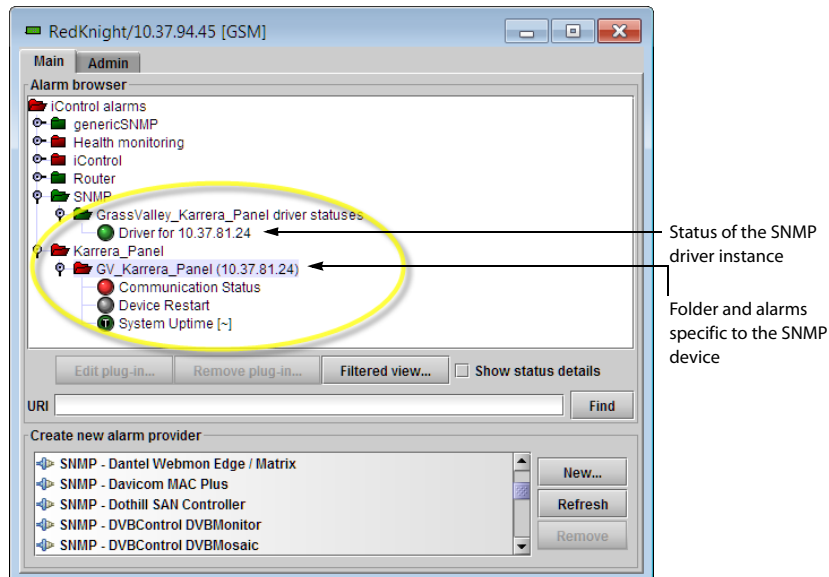 RedKnight/10.37.94.45 [GSM]
Main Admin
Alarm browser
iControl alarms
genericSNMP
Health monitoring
iControl
Router
SNMP
GrassValley_Karrera_Panel driver statuses
Driver for 10.37.81.24
Karrera_Panel
GV_Karrera_Panel (10.37.81.24)
Communication Status
Device Restart
T System Uptime [~]
Status of the SNMP
driver instance
Folder and alarms
specific to the SNMP
device
Edit plug-in... Remove plug-in... Filtered view... Show status details
URI Find
Create new alarm provider
SNMP - Dantel Webmon Edge / Matrix
SNMP - Davicom MAC Plus
SNMP - Dothill SAN Controller
SNMP - DVBControl DVBMonitor
SNMP - DVBControl DVBMosaic
New...
Refresh
Remove